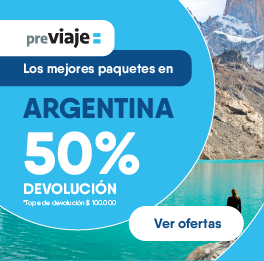 previaje
Los mejores paquetes en
ARGENTINA
50%
DEVOLUCIÓN
*Tope de devolución $ 100.000
Ver ofertas